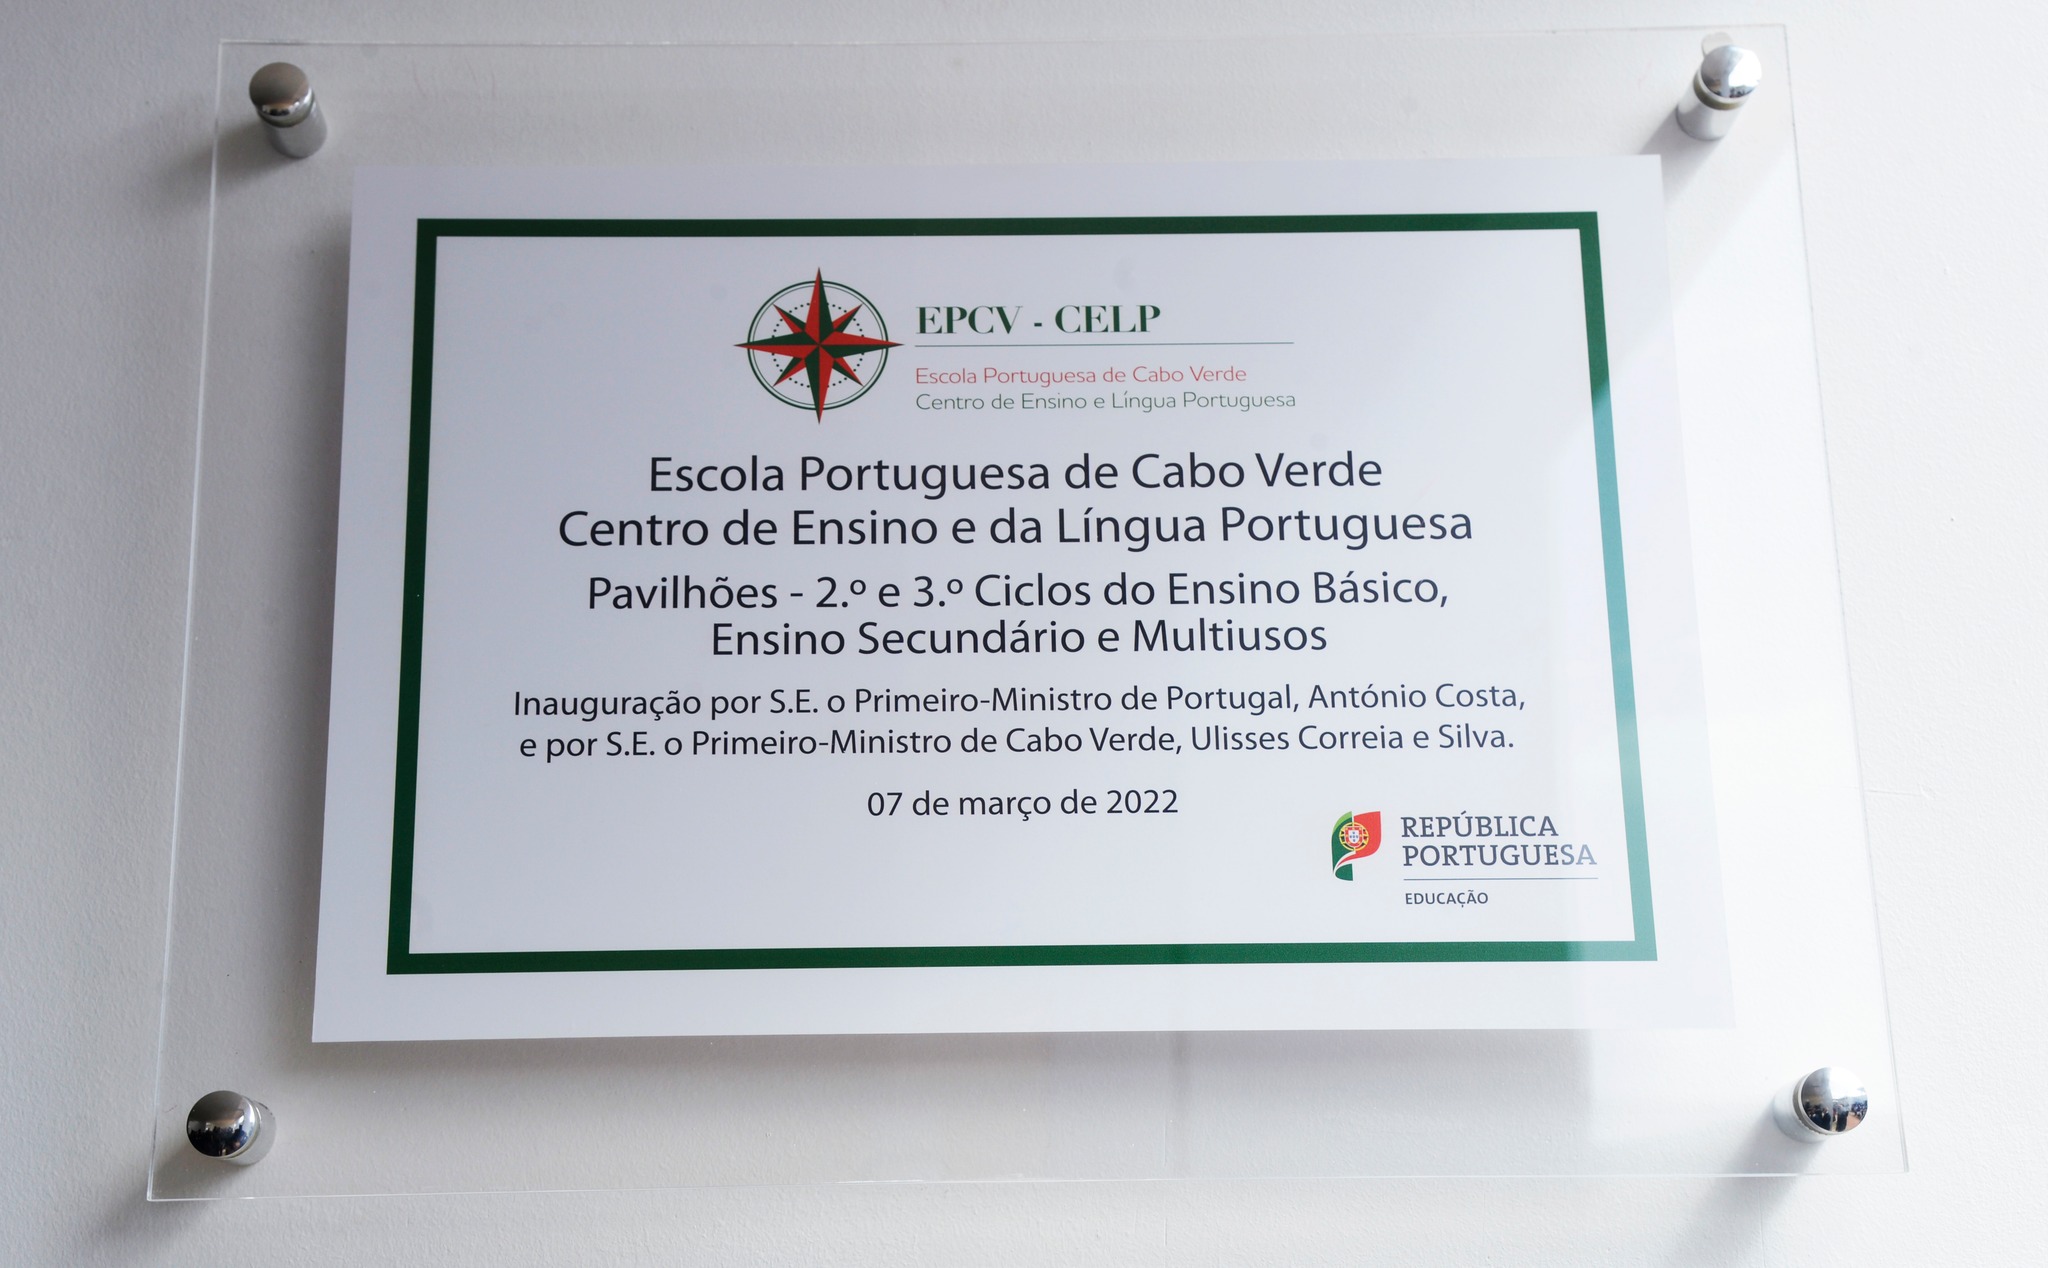 EPCV - CELP
Escola Portuguesa de Cabo Verde
Centro de Ensino e Língua Portuguesa
Escola Portuguesa de Cabo Verde
Centro de Ensino e da Língua Portuguesa
Pavilhões - 2.º e 3.º Ciclos do Ensino Básico,
Ensino Secundário e Multiusos
Inauguração por S.E. o Primeiro-Ministro de Portugal, António Costa,
e por S.E. o Primeiro-Ministro de Cabo Verde, Ulisses Correia e Silva.
07 de março de 2022
REPÚBLICA
PORTUGUESA
EDUCAÇÃO